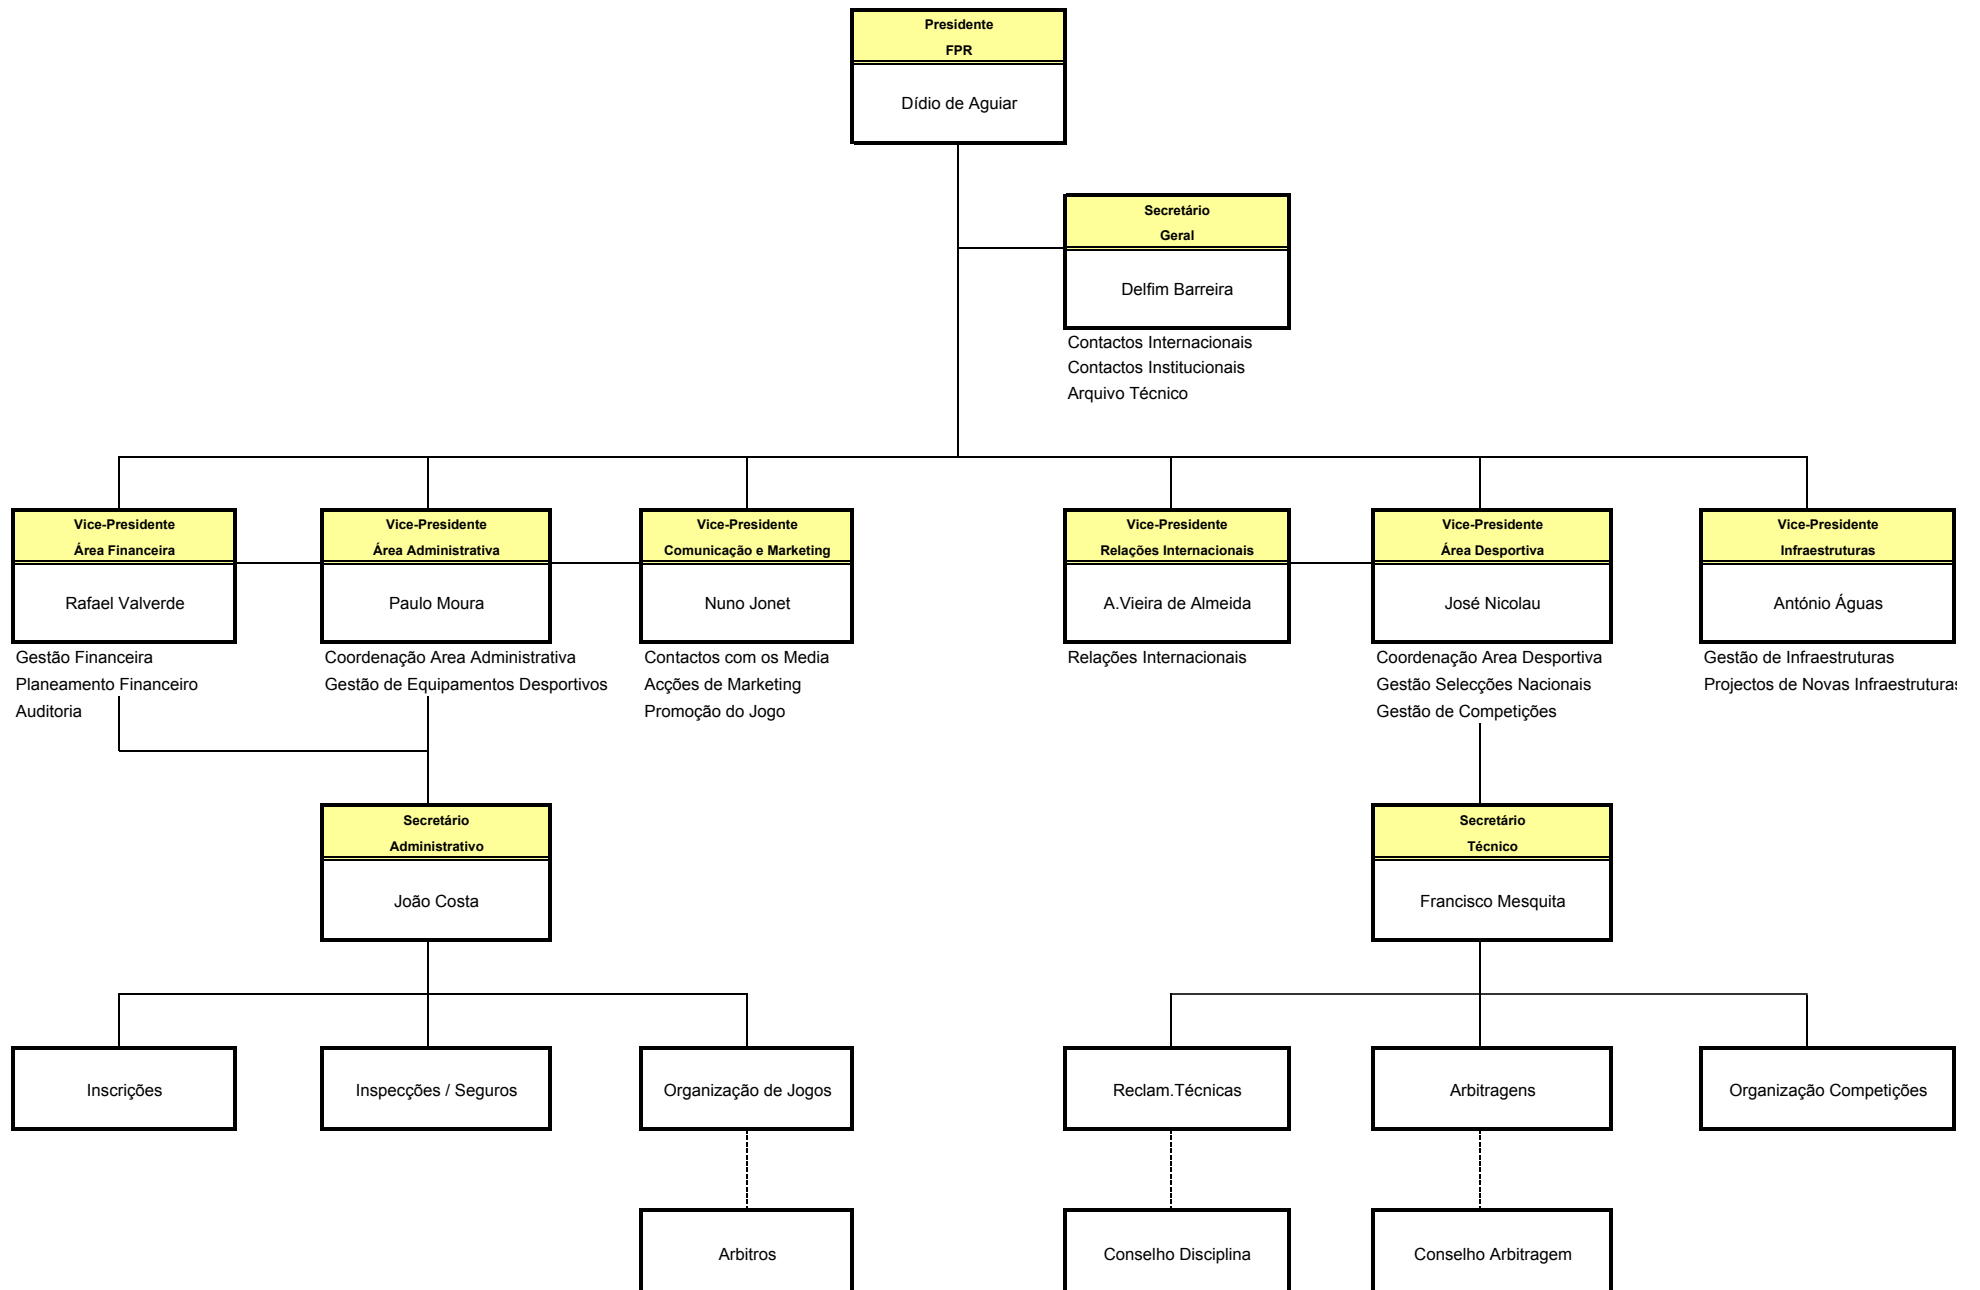 Presidente
FPR
Dídio de Aguiar
Secretário
Geral
Delfim Barreira
Contactos Internacionais
Contactos Institucionais
Arquivo Técnico
Vice-Presidente
Área Financeira
Rafael Valverde
Gestão Financeira
Planeamento Financeiro
Auditoria
Vice-Presidente
Área Administrativa
Paulo Moura
Coordenação Area Administrativa
Gestão de Equipamentos Desportivos
Vice-Presidente
Comunicação e Marketing
Nuno Jonet
Contactos com os Media
Acções de Marketing
Promoção do Jogo
Vice-Presidente
Relações Internacionais
A.Vieira de Almeida
Relações Internacionais
Vice-Presidente
Área Desportiva
José Nicolau
Coordenação Area Desportiva
Gestão Selecções Nacionais
Gestão de Competições
Vice-Presidente
Infraestruturas
António Águas
Gestão de Infraestruturas
Projectos de Novas Infraestruturas
Secretário
Administrativo
João Costa
Secretário
Técnico
Francisco Mesquita
Inscrições
Inspecções / Seguros
Organização de Jogos
Reclam.Técnicas
Arbitragens
Organização Competições
Arbitros
Conselho Disciplina
Conselho Arbitragem